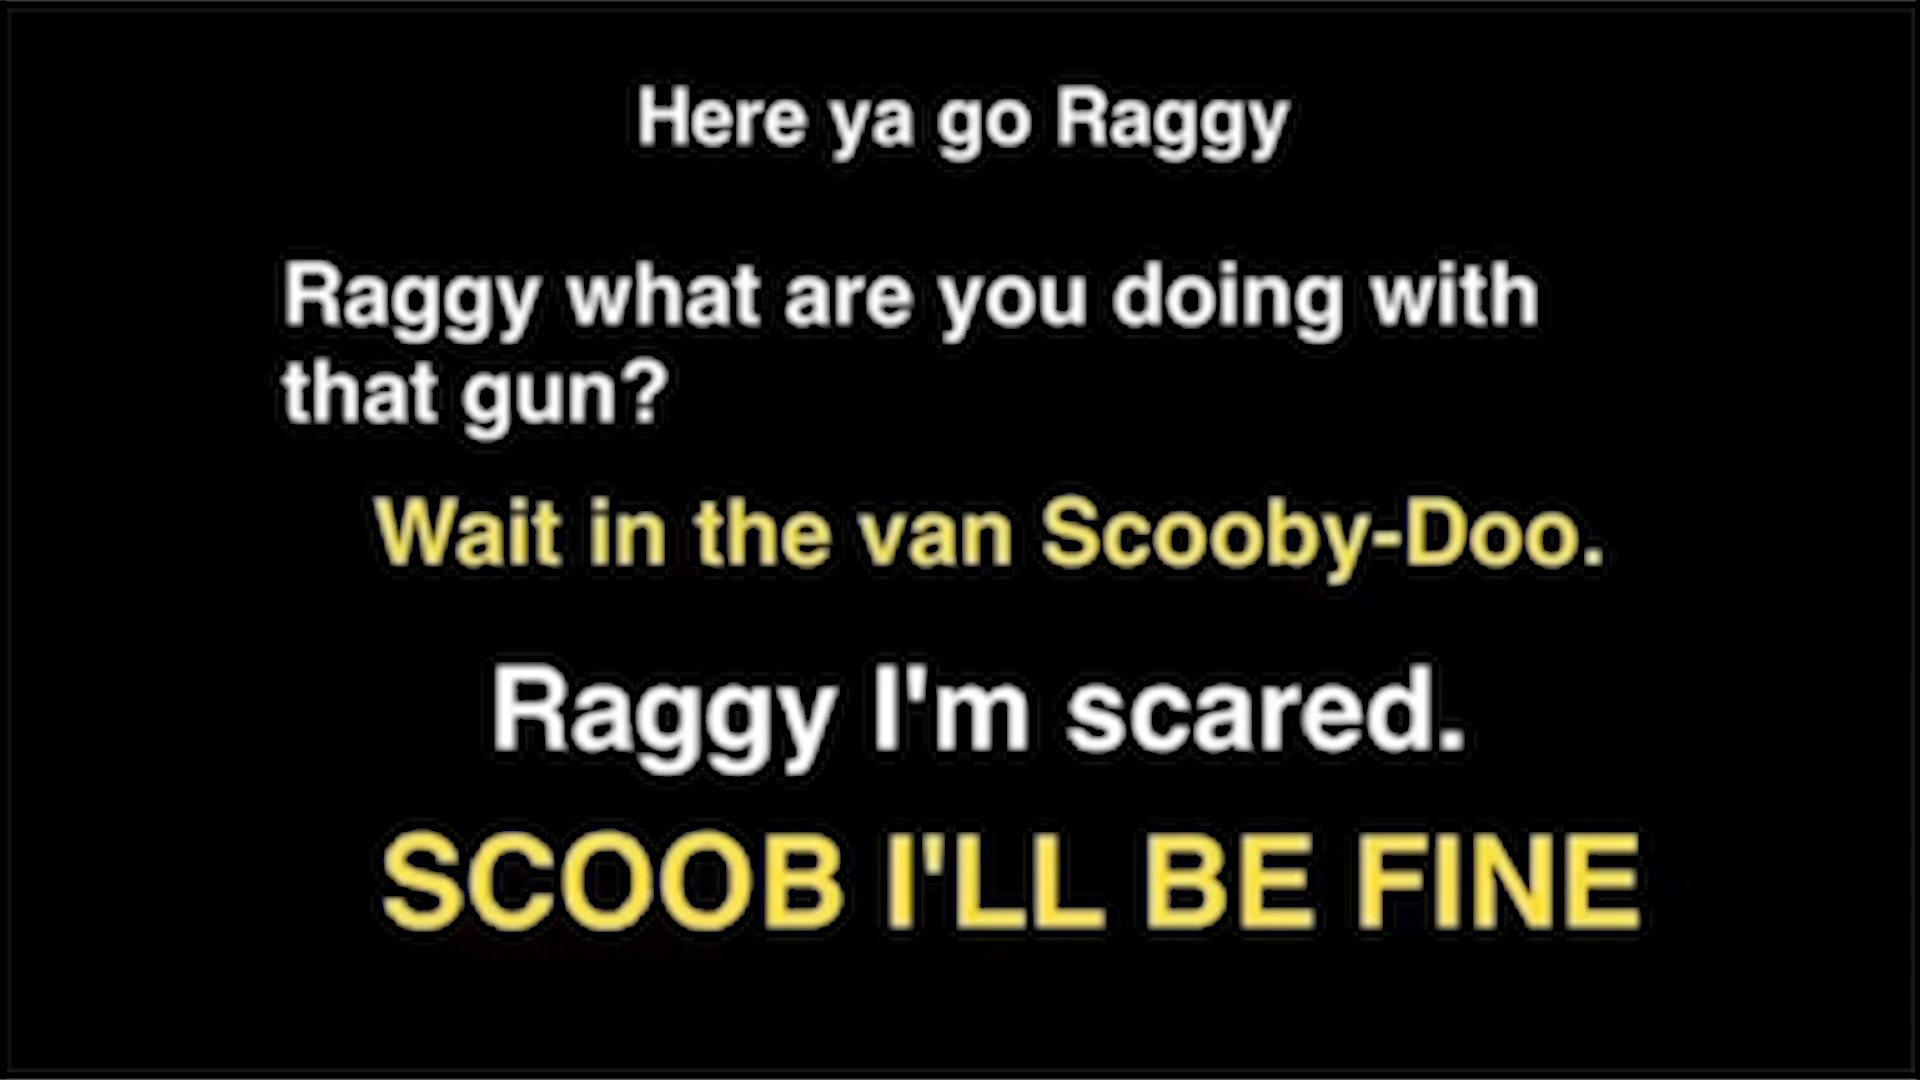 Here ya go Raggy
Raggy what are you doing with
that gun?
Wait in the van Scooby-Doo.
Raggy I'm scared.
SCOOB I'LL BE FINE